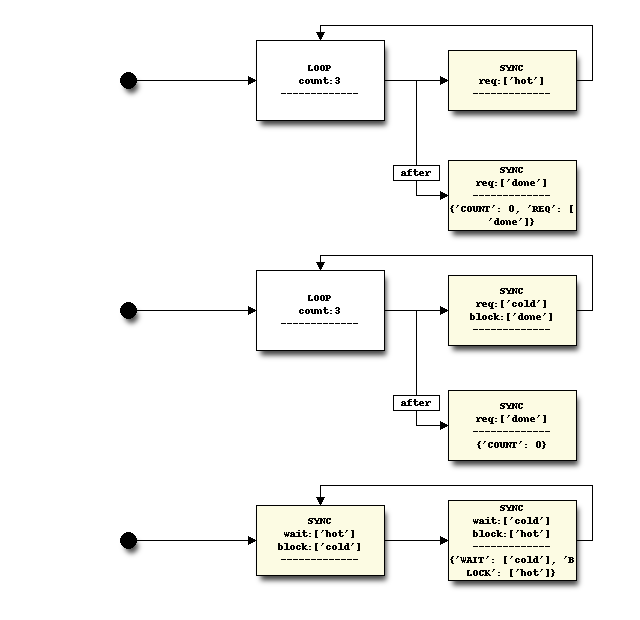 LOOP
count:3
-------------
SYNC
req:['hot']
-------------
after
SYNC
req:['done']
-------------
{'COUNT': 0, 'REQ': [
'done']}
LOOP
count:3
-------------
SYNC
req:['cold']
block:['done']
-------------
after
SYNC
req:['done']
-------------
{'COUNT': 0}
SYNC
wait:['hot']
block:['cold']
-------------
SYNC
wait:['cold']
block:['hot']
-------------
{'WAIT': ['cold'], 'B
LOCK': ['hot']}